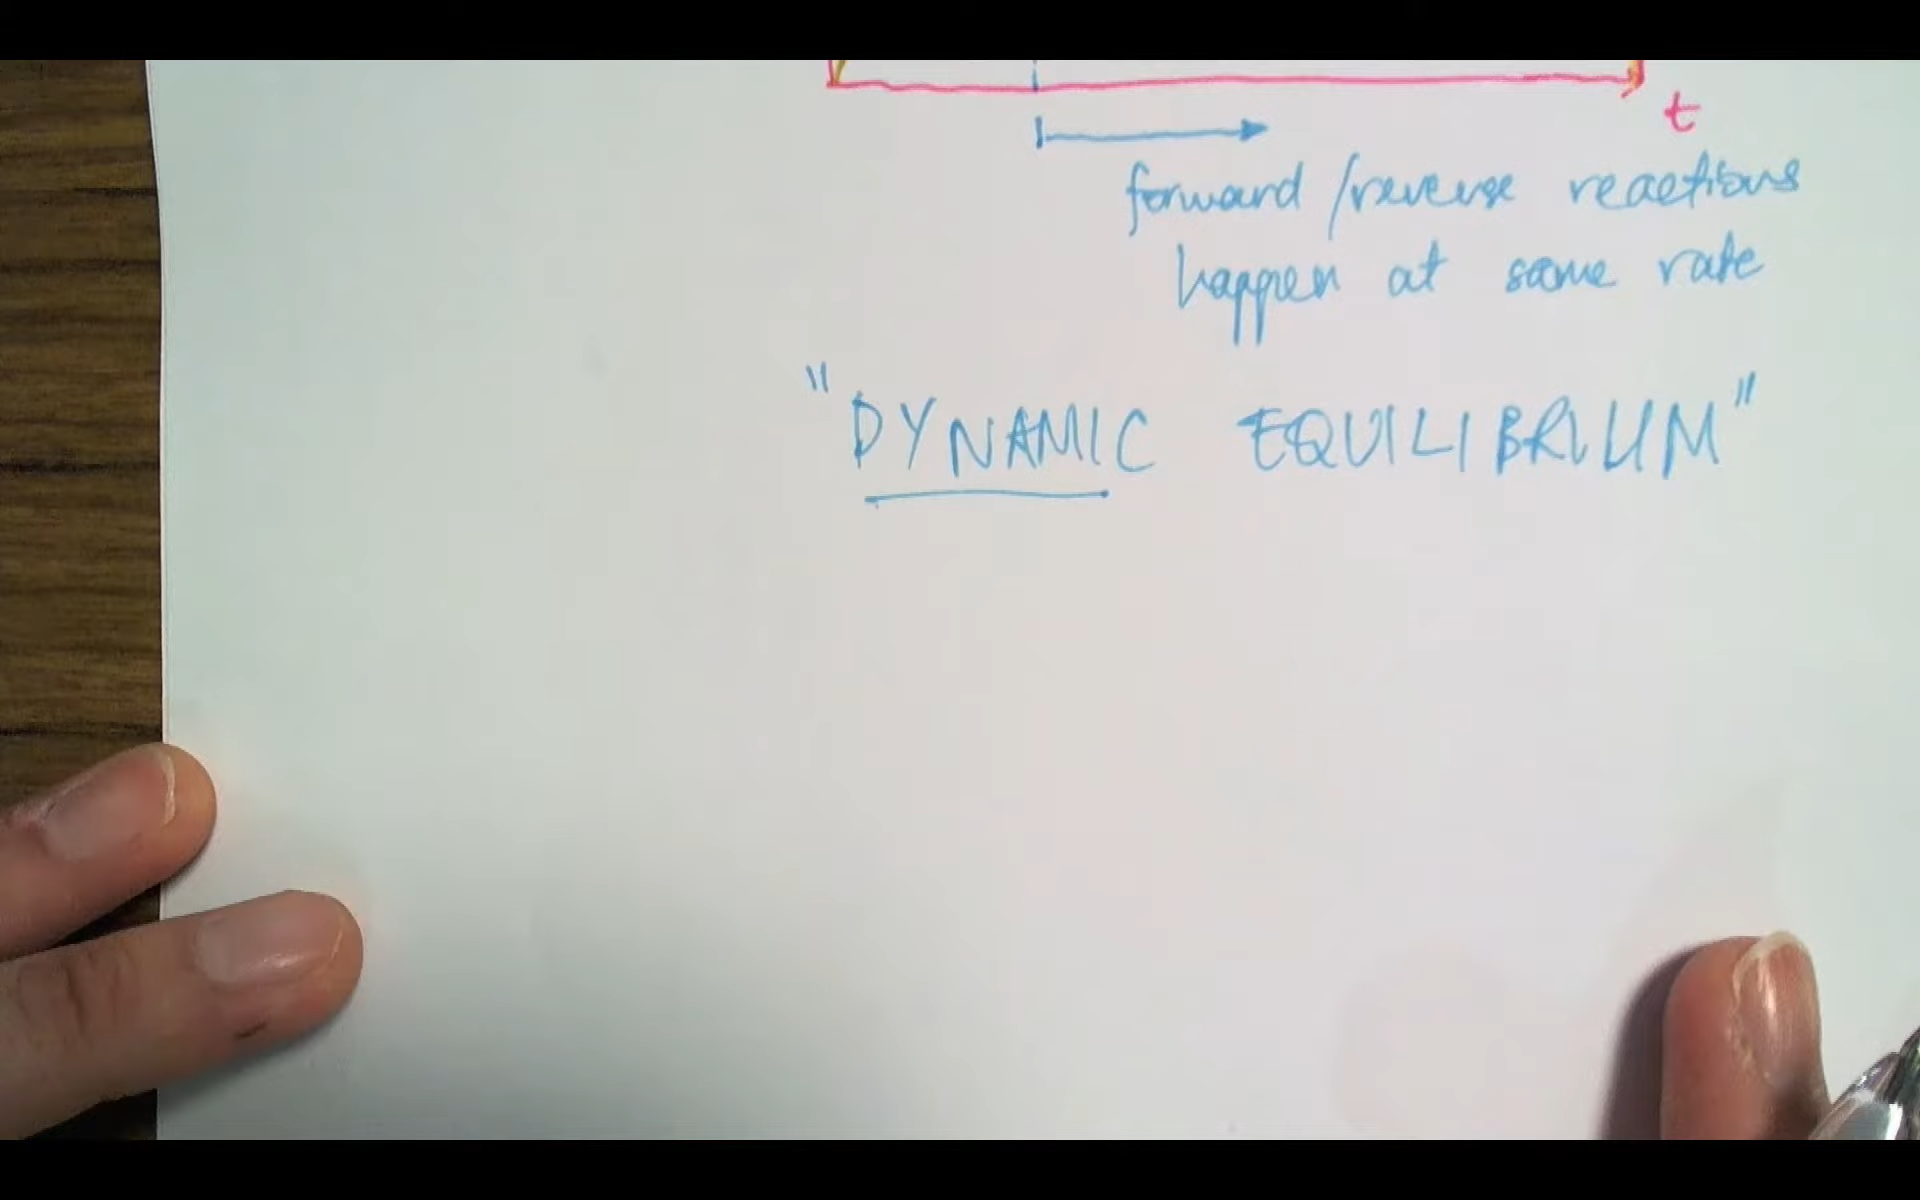 t
forward / reverse reactions
happen at same rate
"DYNAMIC EQUILIBRIUM"